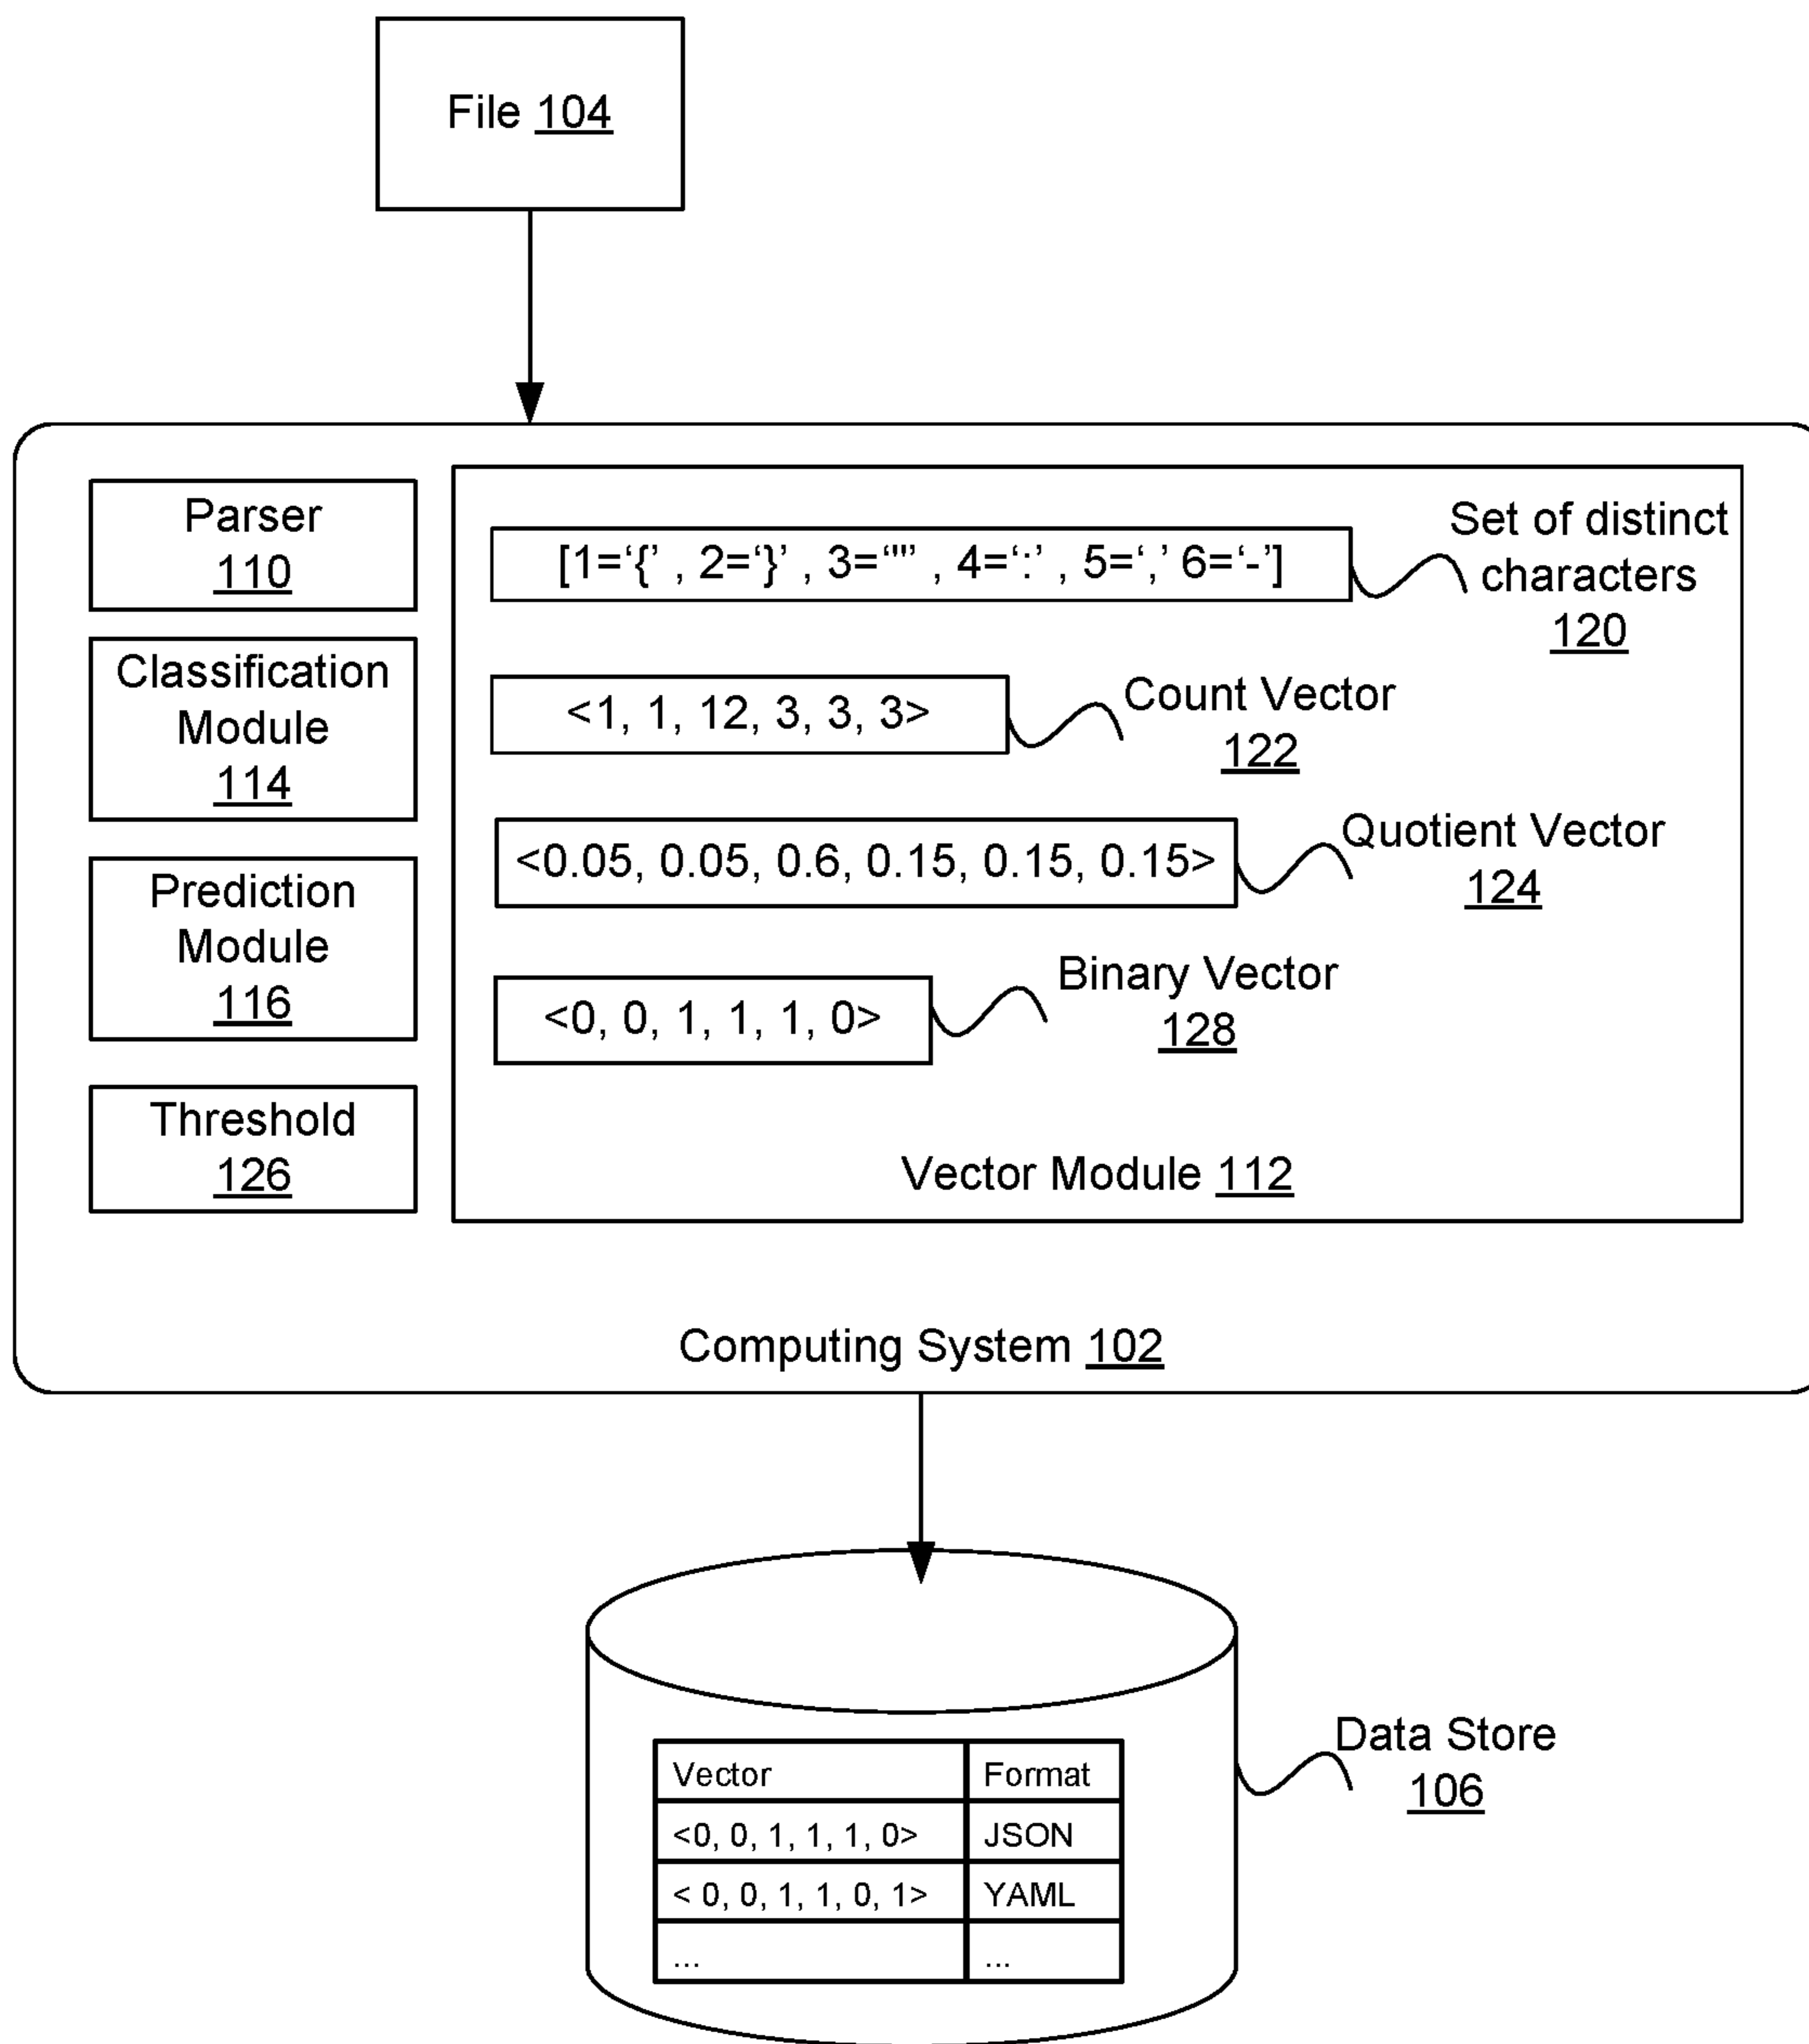 File 104
Parser
110
Classification
Module
114
Prediction
Module
116
Threshold
126
[1=‘{’ , 2=‘}’ , 3=‘"’ , 4=‘:’ , 5=‘,’ 6=‘-’]
Set of distinct
characters
120
<1, 1, 12, 3, 3, 3>
Count Vector
122
<0.05, 0.05, 0.6, 0.15, 0.15, 0.15>
Quotient Vector
124
<0, 0, 1, 1, 1, 0>
Binary Vector
128
Vector Module 112
Computing System 102
Data Store
106
Vector Format
<0, 0, 1, 1, 1, 0> JSON
< 0, 0, 1, 1, 0, 1> YAML
... ...